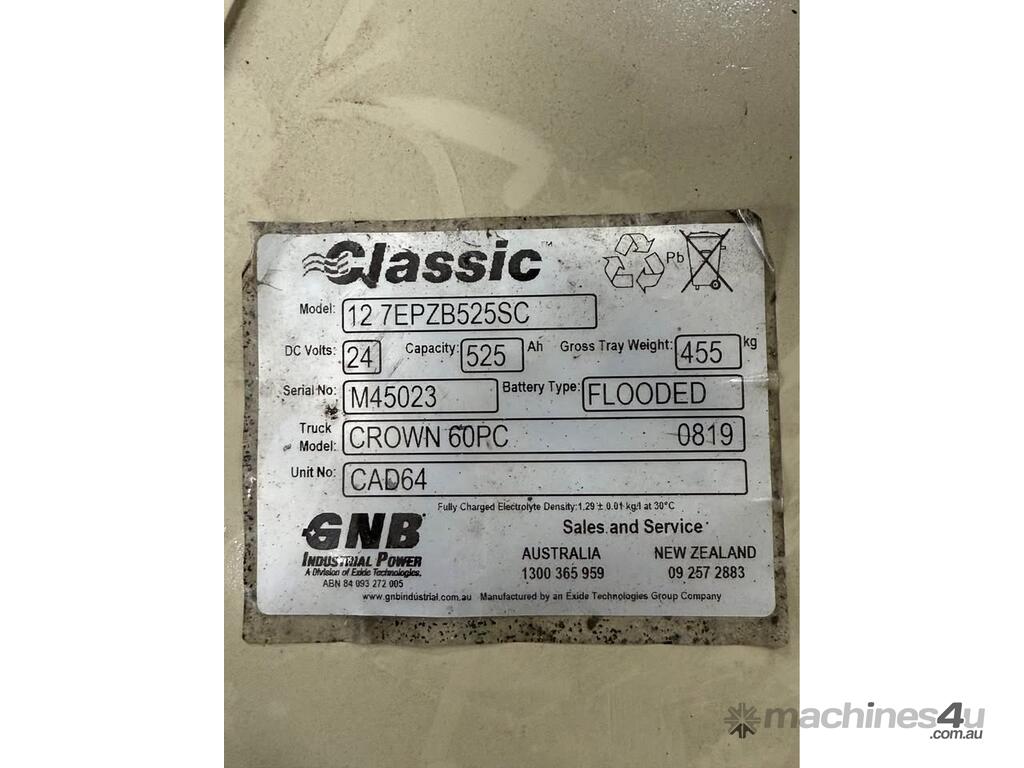 Classic™
Pb
Model: 12 7EPZB525SC
DC Volts: 24 Capacity: 525 Ah Gross Tray Weight: 455 kg
Serial No: M45023 Battery Type: FLOODED
Truck Model: CROWN 60PC 0819
Unit No: CAD64
Fully Charged Electrolyte Density:1.29 ± 0.01 kg/l at 30°C
GNB
INDUSTRIAL POWER
A Division of Exide Technologies.
ABN 84 093 272 005
Sales and Service
AUSTRALIA NEW ZEALAND
1300 365 959 09 257 2883
www.gnbindustrial.com.au Manufactured by an Exide Technologies Group Company
machines4u
.com.au